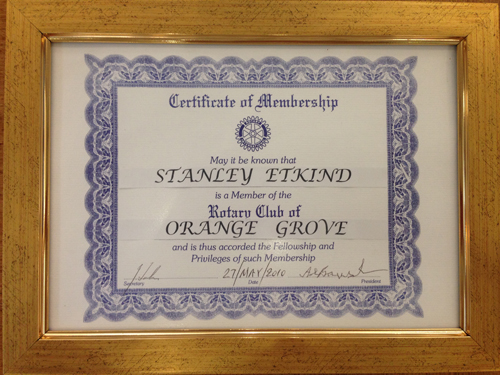 Certificate of Membership
May it be known that
STANLEY ETKIND
is a Member of the
Rotary Club of
ORANGE GROVE
and is thus accorded the Fellowship and
Privileges of such Membership
27/MAY/2010
Secretary Date President